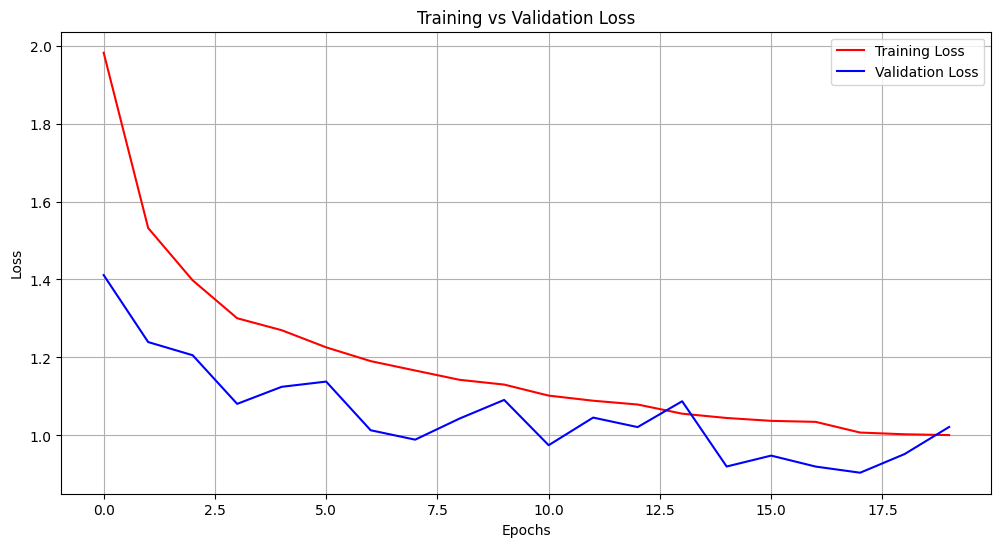 Training vs Validation Loss
Training Loss
Validation Loss
2.0
1.8
1.6
1.4
1.2
1.0
Loss
0.0 2.5 5.0 7.5 10.0 12.5 15.0 17.5
Epochs